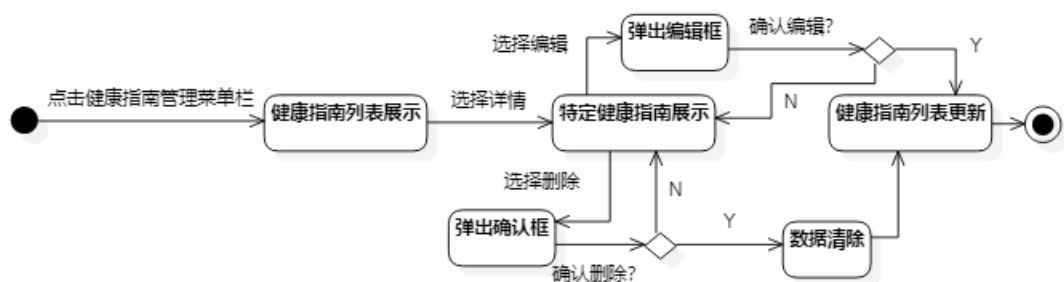 弹出编辑框
确认编辑?
选择编辑
Y
点击健康指南管理菜单栏
选择详情
N
健康指南列表展示
特定健康指南展示
健康指南列表更新
选择删除
N
弹出确认框
Y
数据清除
确认删除?